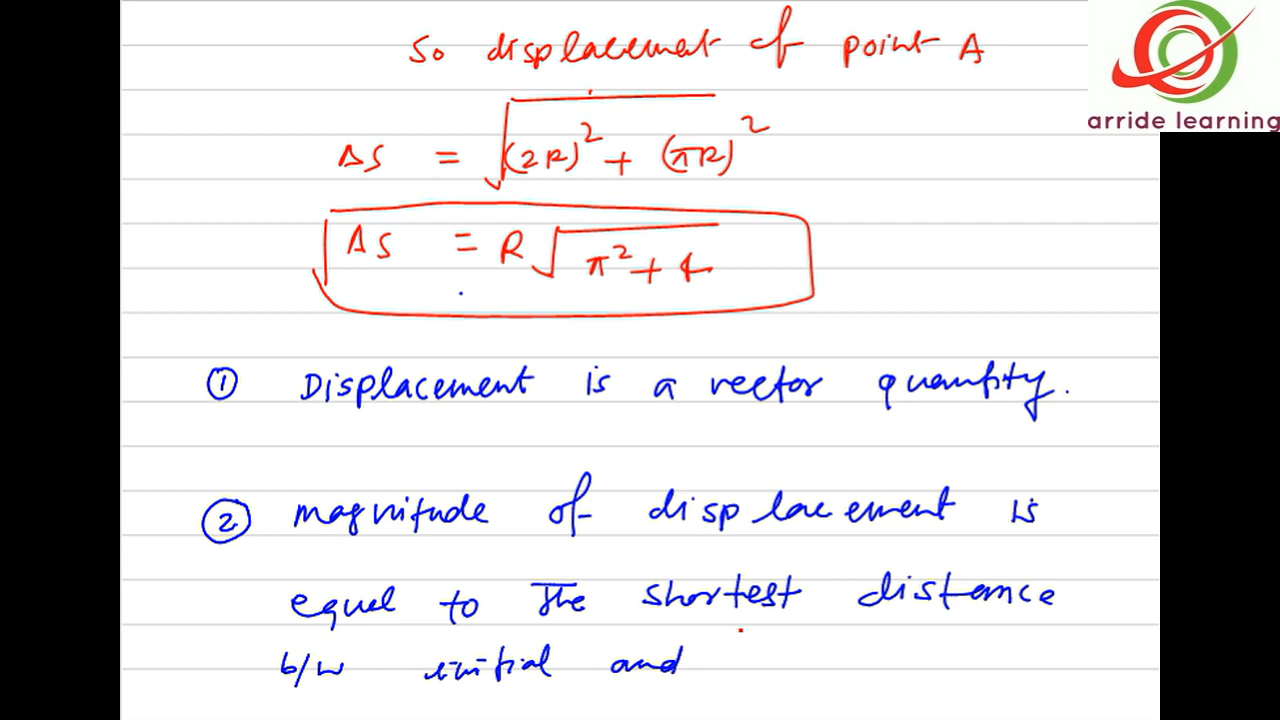 So displacement of point A
arride learning
ΔS = √(2R)² + (πR)²
ΔS = R√π² + 4
① Displacement is a vector quantity.
② magnitude of displacement is
equal to The shortest distance
b/w initial and